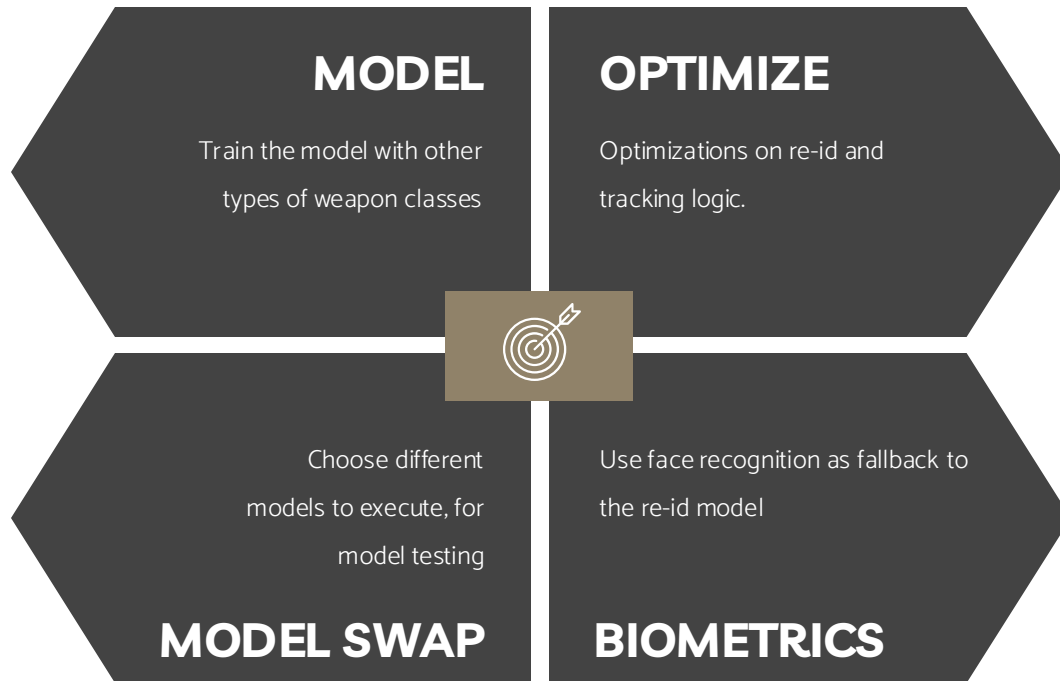 MODEL
Train the model with other
types of weapon classes
OPTIMIZE
Optimizations on re-id and
tracking logic.
Choose different
models to execute, for
model testing
MODEL SWAP
Use face recognition as fallback to
the re-id model
BIOMETRICS